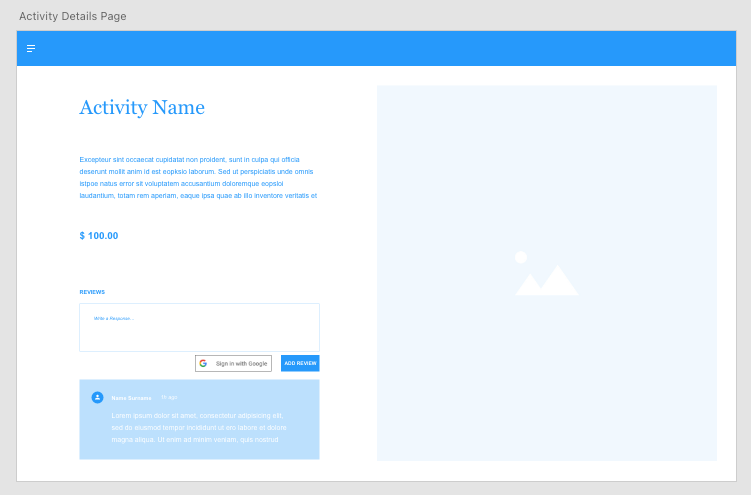 Activity Details Page
Activity Name
Excepteur sint occaecat cupidatat non proident, sunt in culpa qui officia
deserunt mollit anim id est eopksio laborum. Sed ut perspiciatis unde omnis
istpoe natus error sit voluptatem accusantium doloremque eopsloi
laudantium, totam rem aperiam, eaque ipsa quae ab illo inventore veritatis et
$ 100.00
REVIEWS
Write a Response...
Sign in with Google
ADD REVIEW
Name Surname
ago
Lorem ipsum dolor sit amet, consectetur adipiscing elit,
sed do eiusmod tempor incididunt ut ero labore et dolore
magna aliqua. Ut enim ad minim veniam, quis nostrud